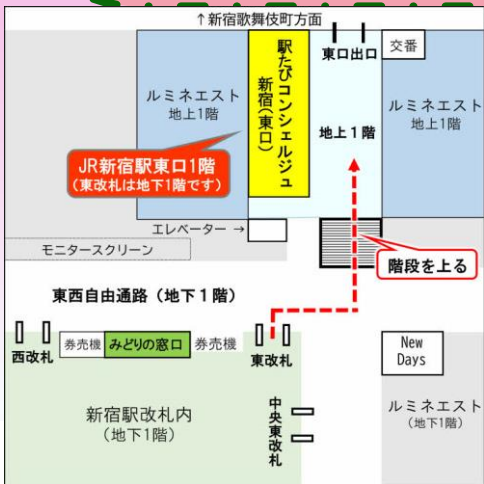 ↑新宿歌舞伎町方面
ルミネエスト
地上1階
駅たびコンシェルジュ
新宿(東口)
東口出口
交番
地上1階
ルミネエスト
地上1階
JR新宿駅東口1階
(東改札は地下1階です)
エレベーター →
モニタースクリーン
階段を上る
東西自由通路(地下1階)
西改札
券売機
みどりの窓口
券売機
東改札
New
Days
新宿駅改札内
(地下1階)
中央東改札
ルミネエスト
(地下1階)